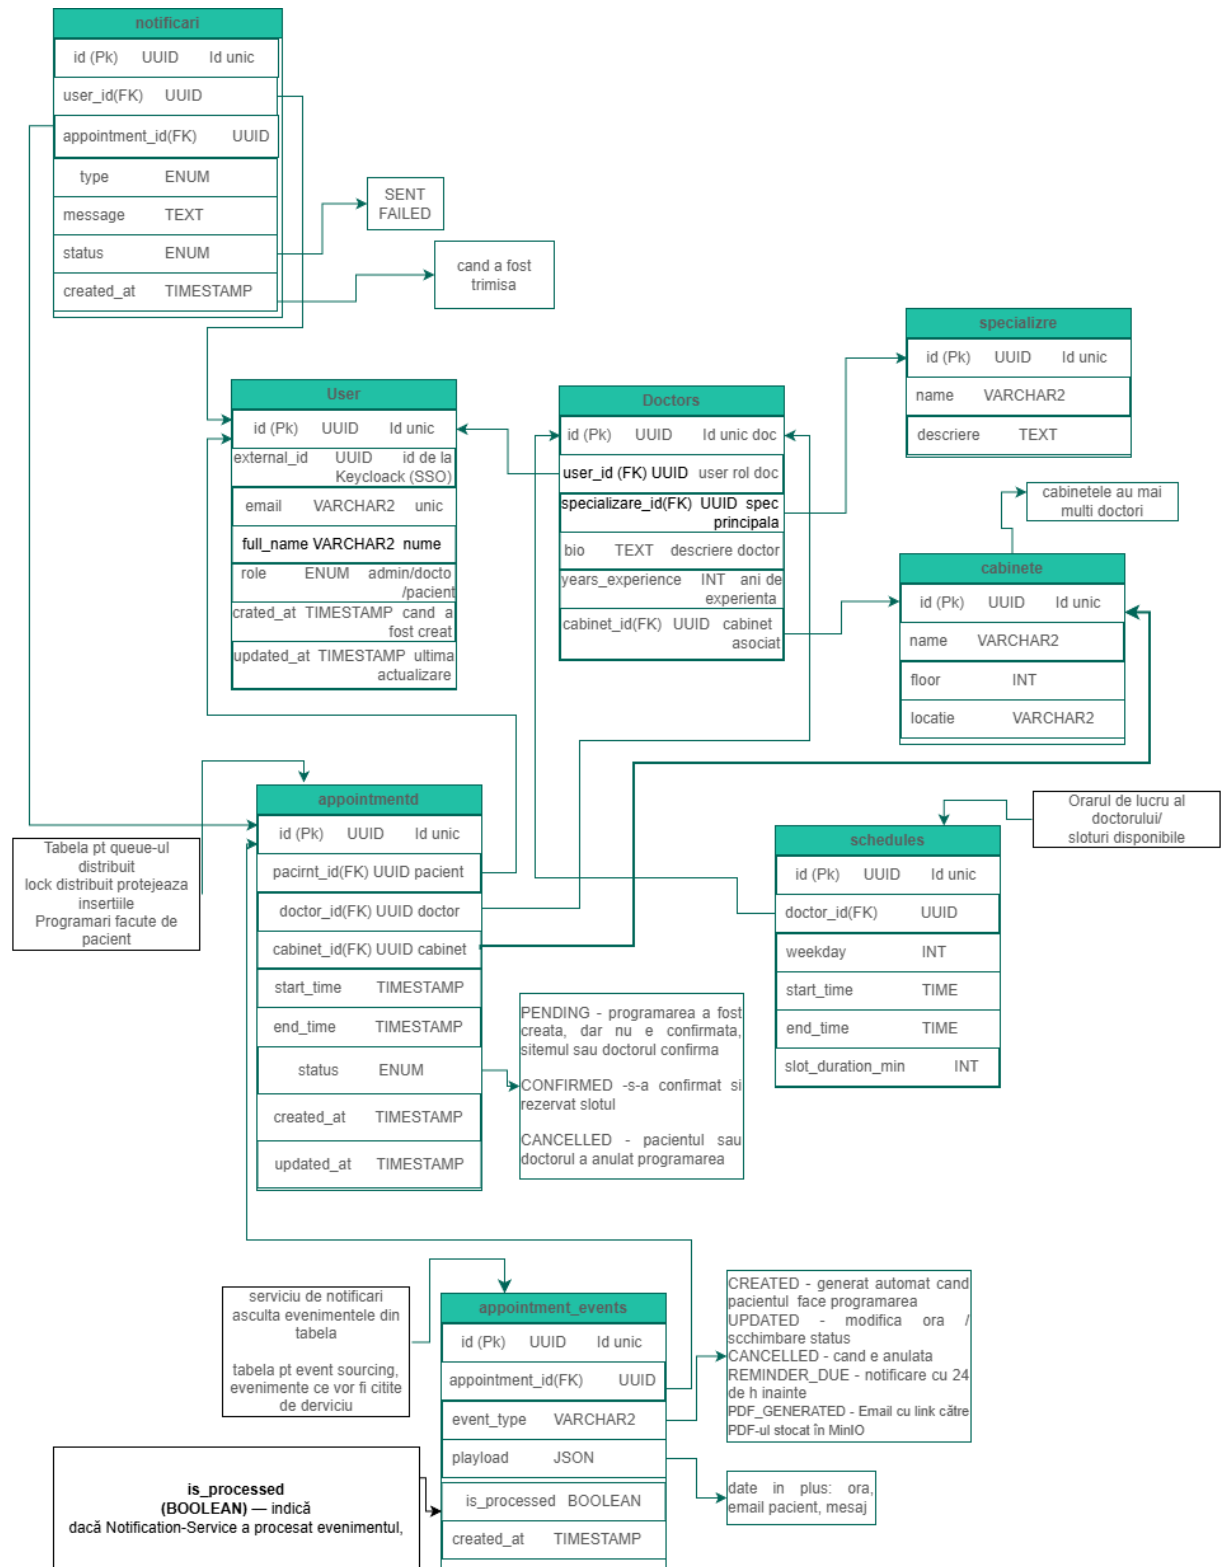 notificari
id (Pk) UUID Id unic
user_id(FK) UUID
appointment_id(FK) UUID
type ENUM
message TEXT
status ENUM
created_at TIMESTAMP
SENT
FAILED
cand a fost
trimisa
specializre
id (Pk) UUID Id unic
name VARCHAR2
descriere TEXT
User
id (Pk) UUID Id unic
external_id UUID id de la
Keycloack (SSO)
email VARCHAR2 unic
full_name VARCHAR2 nume
role ENUM admin/docto
/pacient
crated_at TIMESTAMP cand a
fost creat
updated_at TIMESTAMP ultima
actualizare
Doctors
id (Pk) UUID Id unic doc
user_id (FK) UUID user rol doc
specializare_id(FK) UUID spec
principala
bio TEXT descriere doctor
years_experience INT ani de
experienta
cabinet_id(FK) UUID cabinet
asociat
cabinetele au mai
multi doctori
cabinete
id (Pk) UUID Id unic
name VARCHAR2
floor INT
locatie VARCHAR2
Tabela pt queue-ul
distribuit
lock distribuit protejeaza
insertiile
Programari facute de
pacient
appointmentd
id (Pk) UUID Id unic
pacirnt_id(FK) UUID pacient
doctor_id(FK) UUID doctor
cabinet_id(FK) UUID cabinet
start_time TIMESTAMP
end_time TIMESTAMP
status ENUM
created_at TIMESTAMP
updated_at TIMESTAMP
PENDING - programarea a fost
creata, dar nu e confirmata,
sitemul sau doctorul confirma
CONFIRMED -s-a confirmat si
rezervat slotul
CANCELLED - pacientul sau
doctorul a anulat programarea
Orarul de lucru al
doctorului/
sloturi disponibile
schedules
id (Pk) UUID Id unic
doctor_id(FK) UUID
weekday INT
start_time TIME
end_time TIME
slot_duration_min INT
serviciu de notificari
asculta evenimentele din
tabela
tabela pt event sourcing,
evenimente ce vor fi citite
de derviciu
appointment_events
id (Pk) UUID Id unic
appointment_id(FK) UUID
event_type VARCHAR2
playload JSON
is_processed BOOLEAN
created_at TIMESTAMP
CREATED - generat automat cand
pacientul face programarea
UPDATED - modifica ora /
scchimbare status
CANCELLED - cand e anulata
REMINDER_DUE - notificare cu 24
de h inainte
PDF_GENERATED - Email cu link către
PDF-ul stocat în MinIO
date in plus: ora,
email pacient, mesaj
is_processed
(BOOLEAN) — indică
dacă Notification-Service a procesat evenimentul,